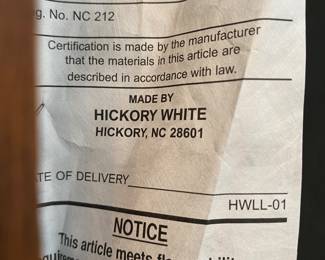 g. No. NC 212
Certification is made by the manufacturer
that the materials in this article are
described in accordance with law.
MADE BY
HICKORY WHITE
HICKORY, NC 28601
TE OF DELIVERY
HWLL-01
NOTICE
This article meets